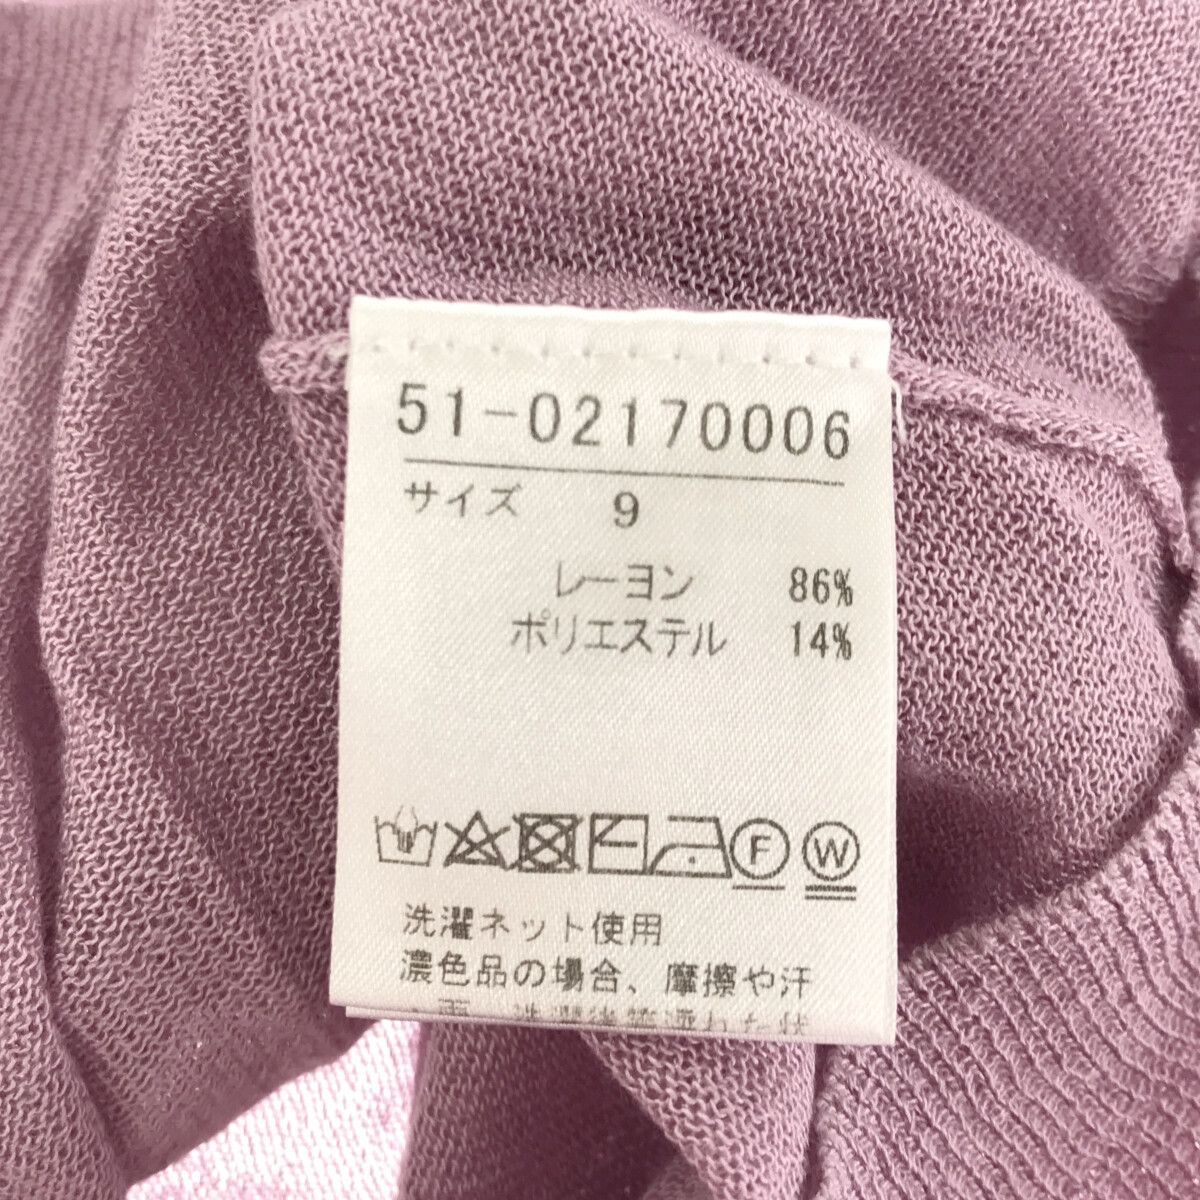 51-02170006
サイズ 9
レーヨン 86%
ポリエステル 14%
F W
洗濯ネット使用
濃色品の場合、摩擦や汗